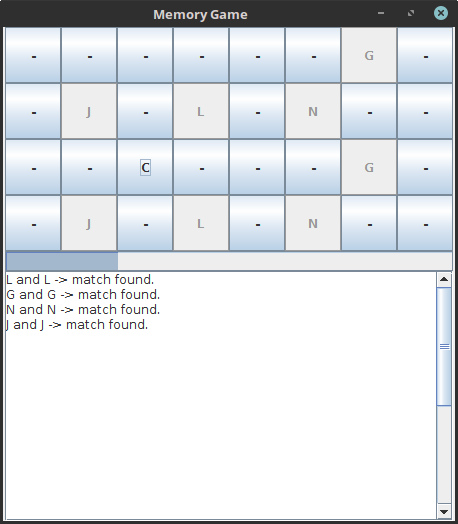 Memory Game
- - - - - - G -
- J - L - N - -
- - C - - - G -
- J - L - N - -
L and L -> match found.
G and G -> match found.
N and N -> match found.
J and J -> match found.